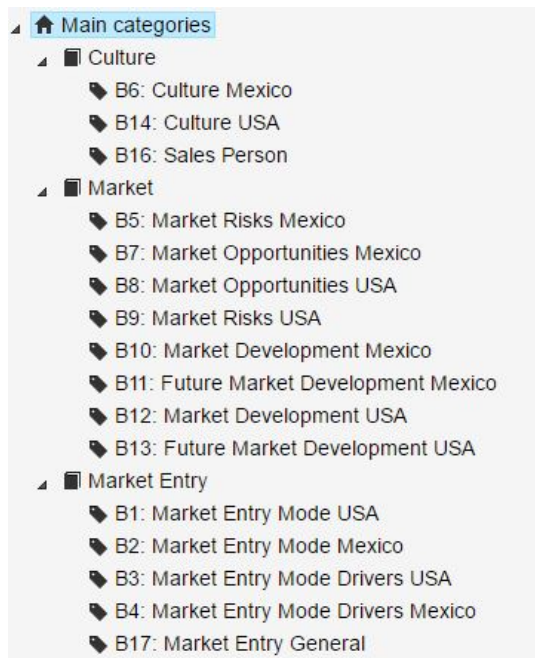 Main categories
Culture
B6: Culture Mexico
B14: Culture USA
B16: Sales Person
Market
B5: Market Risks Mexico
B7: Market Opportunities Mexico
B8: Market Opportunities USA
B9: Market Risks USA
B10: Market Development Mexico
B11: Future Market Development Mexico
B12: Market Development USA
B13: Future Market Development USA
Market Entry
B1: Market Entry Mode USA
B2: Market Entry Mode Mexico
B3: Market Entry Mode Drivers USA
B4: Market Entry Mode Drivers Mexico
B17: Market Entry General